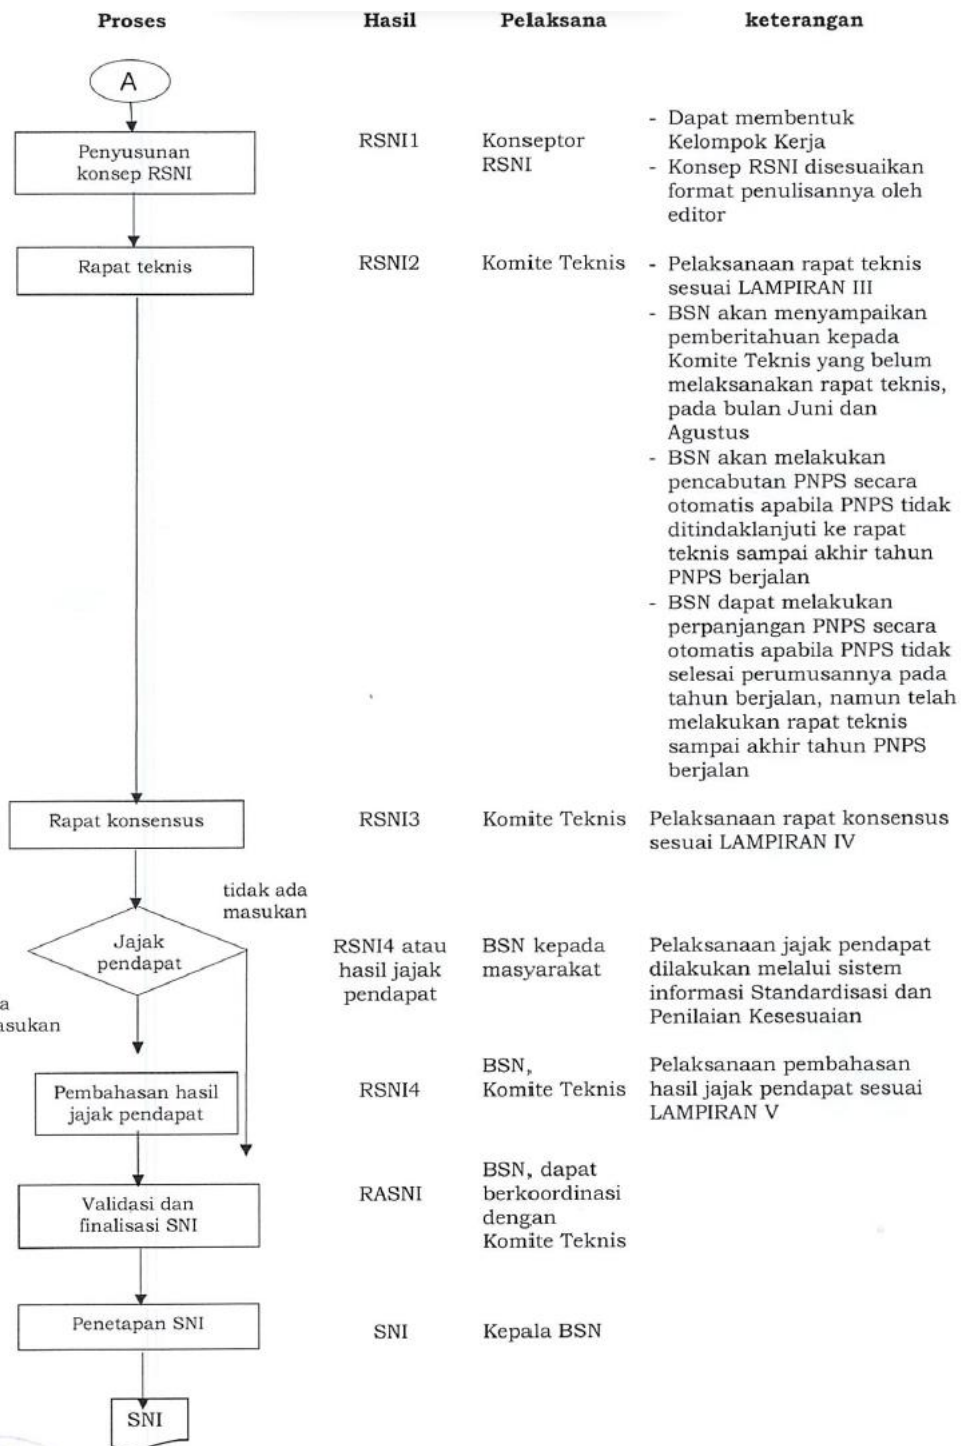 Proses Hasil Pelaksana keterangan
A
Penyusunan
konsep RSNI
RSNI1
Konseptor
RSNI
- Dapat membentuk
Kelompok Kerja
- Konsep RSNI disesuaikan
format penulisannya oleh
editor
Rapat teknis
RSNI2
Komite Teknis
- Pelaksanaan rapat teknis
sesuai LAMPIRAN III
- BSN akan menyampaikan
pemberitahuan kepada
Komite Teknis yang belum
melaksanakan rapat teknis,
pada bulan Juni dan
Agustus
- BSN akan melakukan
pencabutan PNPS secara
otomatis apabila PNPS tidak
ditindaklanjuti ke rapat
teknis sampai akhir tahun
PNPS berjalan
- BSN dapat melakukan
perpanjangan PNPS secara
otomatis apabila PNPS tidak
selesai perumusannya pada
tahun berjalan, namun telah
melakukan rapat teknis
sampai akhir tahun PNPS
berjalan
Rapat konsensus
RSNI3
Komite Teknis
Pelaksanaan rapat konsensus
sesuai LAMPIRAN IV
tidak ada
masukan
Jajak
pendapat
RSNI4 atau
hasil jajak
pendapat
BSN kepada
masyarakat
Pelaksanaan jajak pendapat
dilakukan melalui sistem
informasi Standardisasi dan
Penilaian Kesesuaian
a
asukan
Pembahasan hasil
jajak pendapat
RSNI4
BSN,
Komite Teknis
Pelaksanaan pembahasan
hasil jajak pendapat sesuai
LAMPIRAN V
Validasi dan
finalisasi SNI
RASNI
BSN, dapat
berkoordinasi
dengan
Komite Teknis
Penetapan SNI
SNI
Kepala BSN
SNI